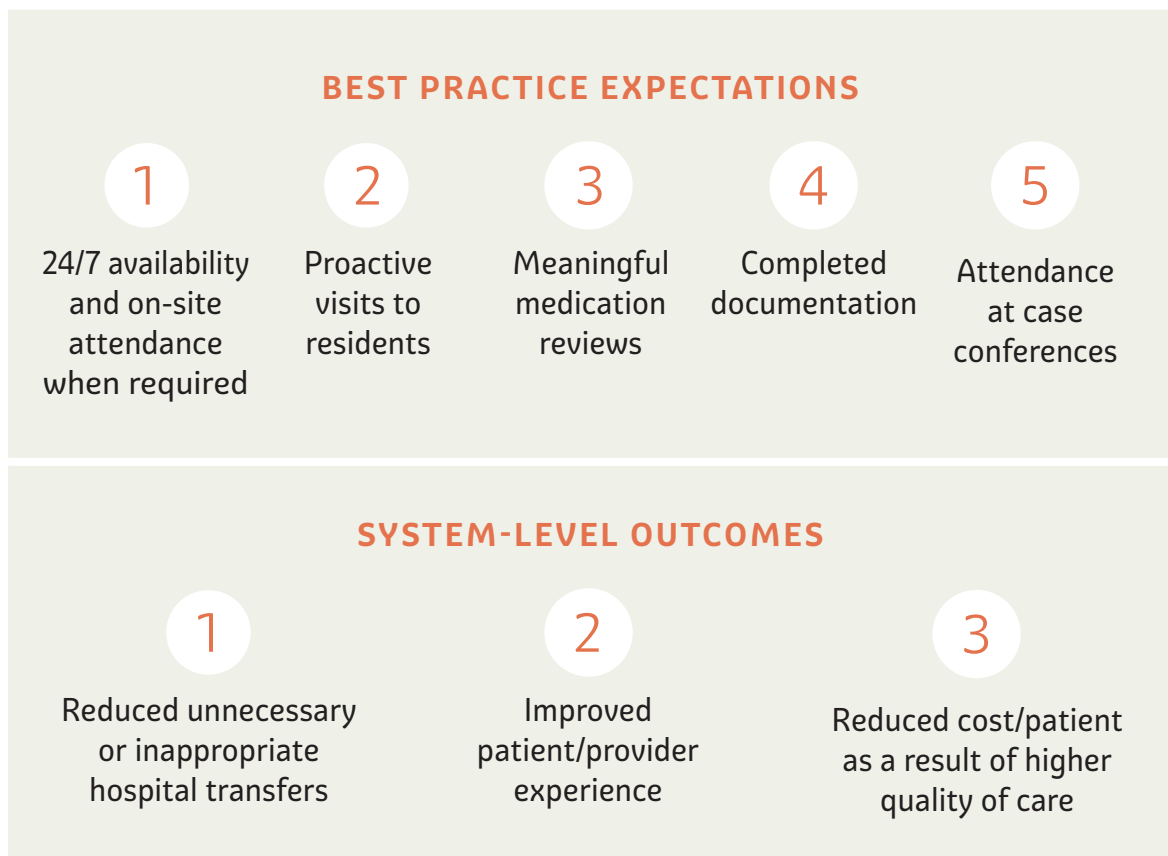 BEST PRACTICE EXPECTATIONS
1
24/7 availability
and on-site
attendance
when required
2
Proactive
visits to
residents
3
Meaningful
medication
reviews
4
Completed
documentation
5
Attendance
at case
conferences
SYSTEM-LEVEL OUTCOMES
1
Reduced unnecessary
or inappropriate
hospital transfers
2
Improved
patient/provider
experience
3
Reduced cost/patient
as a result of higher
quality of care